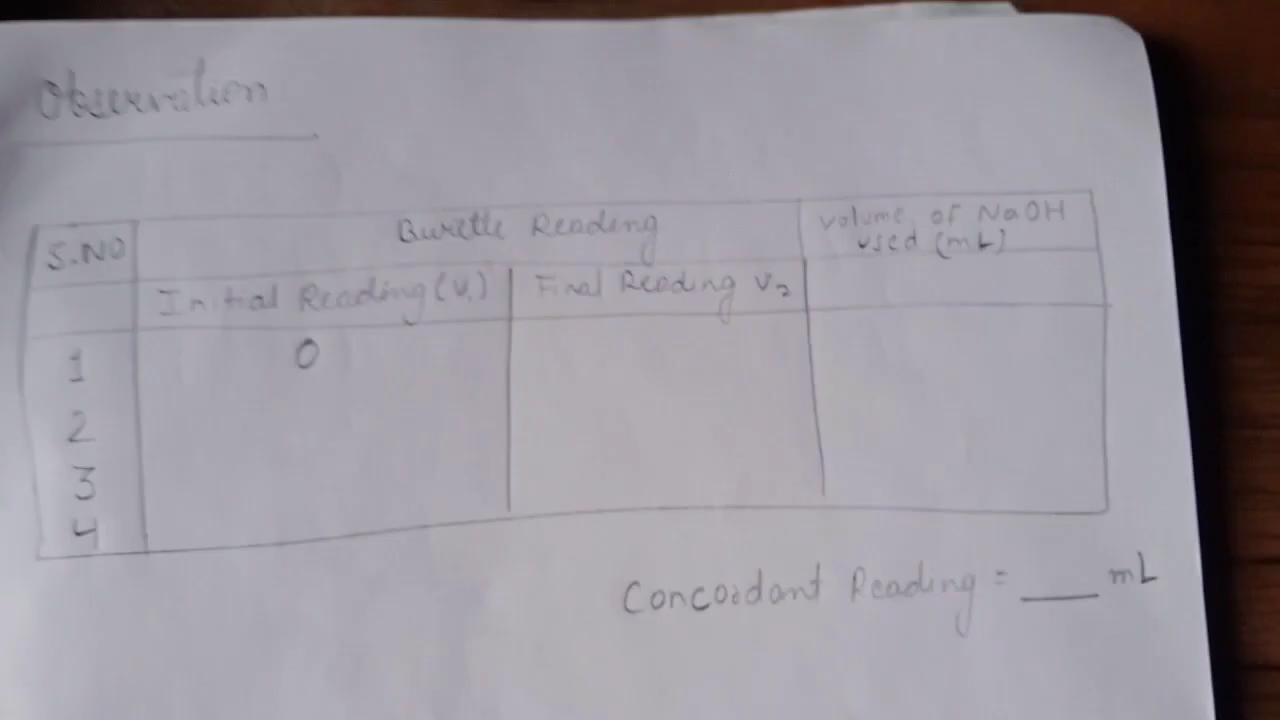 Observation
S.NO
Burette Reading
volume of NaOH
used (mL)
Initial Reading (V₁)
Final Reading V₂
1
0
2
3
4
Concordant Reading = ___ mL